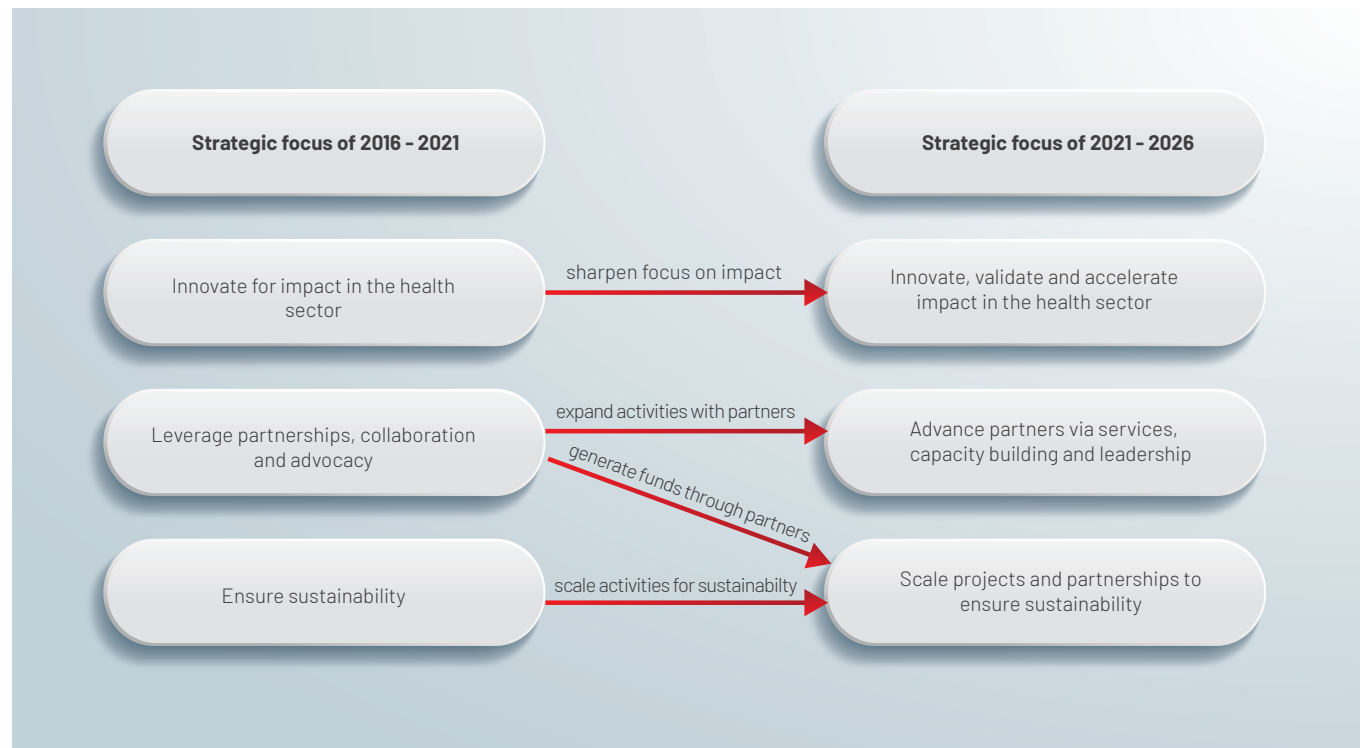 Strategic focus of 2016 - 2021
Strategic focus of 2021 - 2026
Innovate for impact in the health
sector
sharpen focus on impact
Innovate, validate and accelerate
impact in the health sector
Leverage partnerships, collaboration
and advocacy
expand activities with partners
generate funds through partners
Advance partners via services,
capacity building and leadership
Ensure sustainability
scale activities for sustainabilty
Scale projects and partnerships to
ensure sustainability